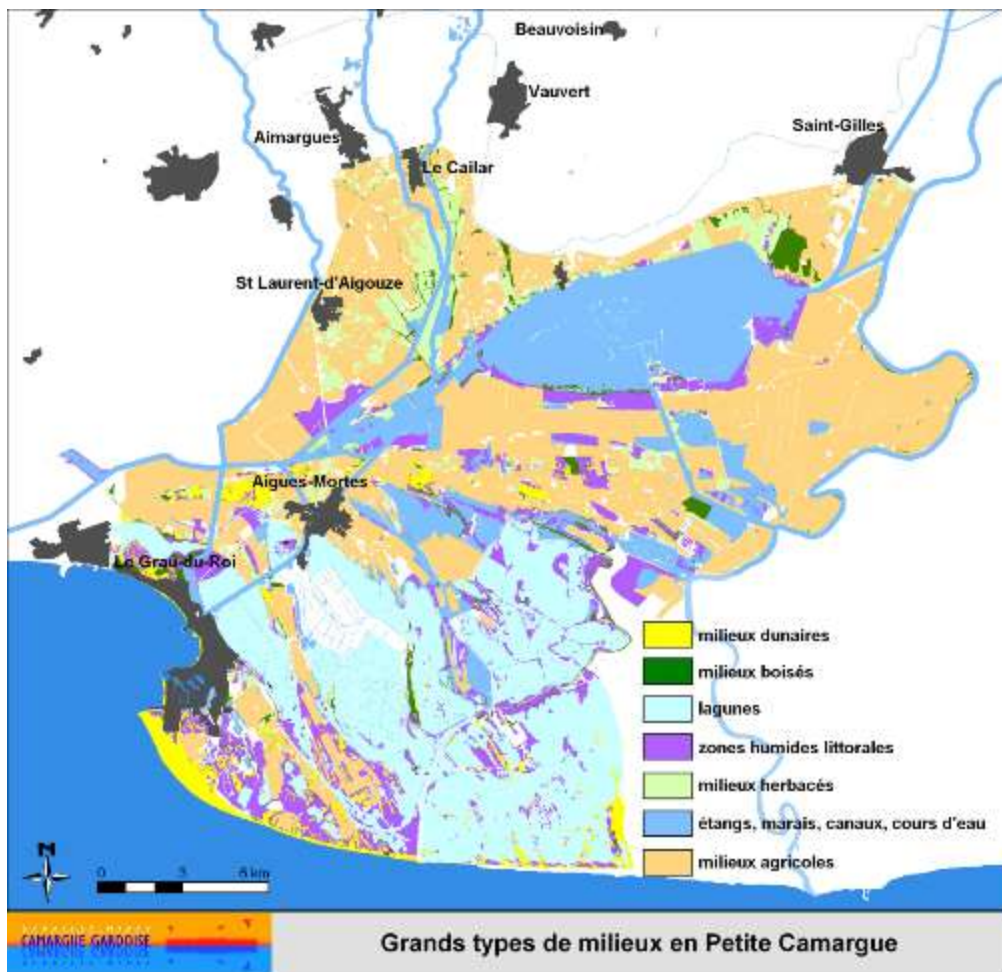 Beauvoisin
Vauvert
Aimargues
Saint-Gilles
Le Cailar
St Laurent-d'Aigouze
Aigues-Mortes
Le Grau-du-Roi
milieux dunaires
milieux boisés
lagunes
zones humides littorales
milieux herbacés
étangs, marais, canaux, cours d'eau
milieux agricoles
N
0 3 6 km
CAMARGUE GARDOISE
Grands types de milieux en Petite Camargue